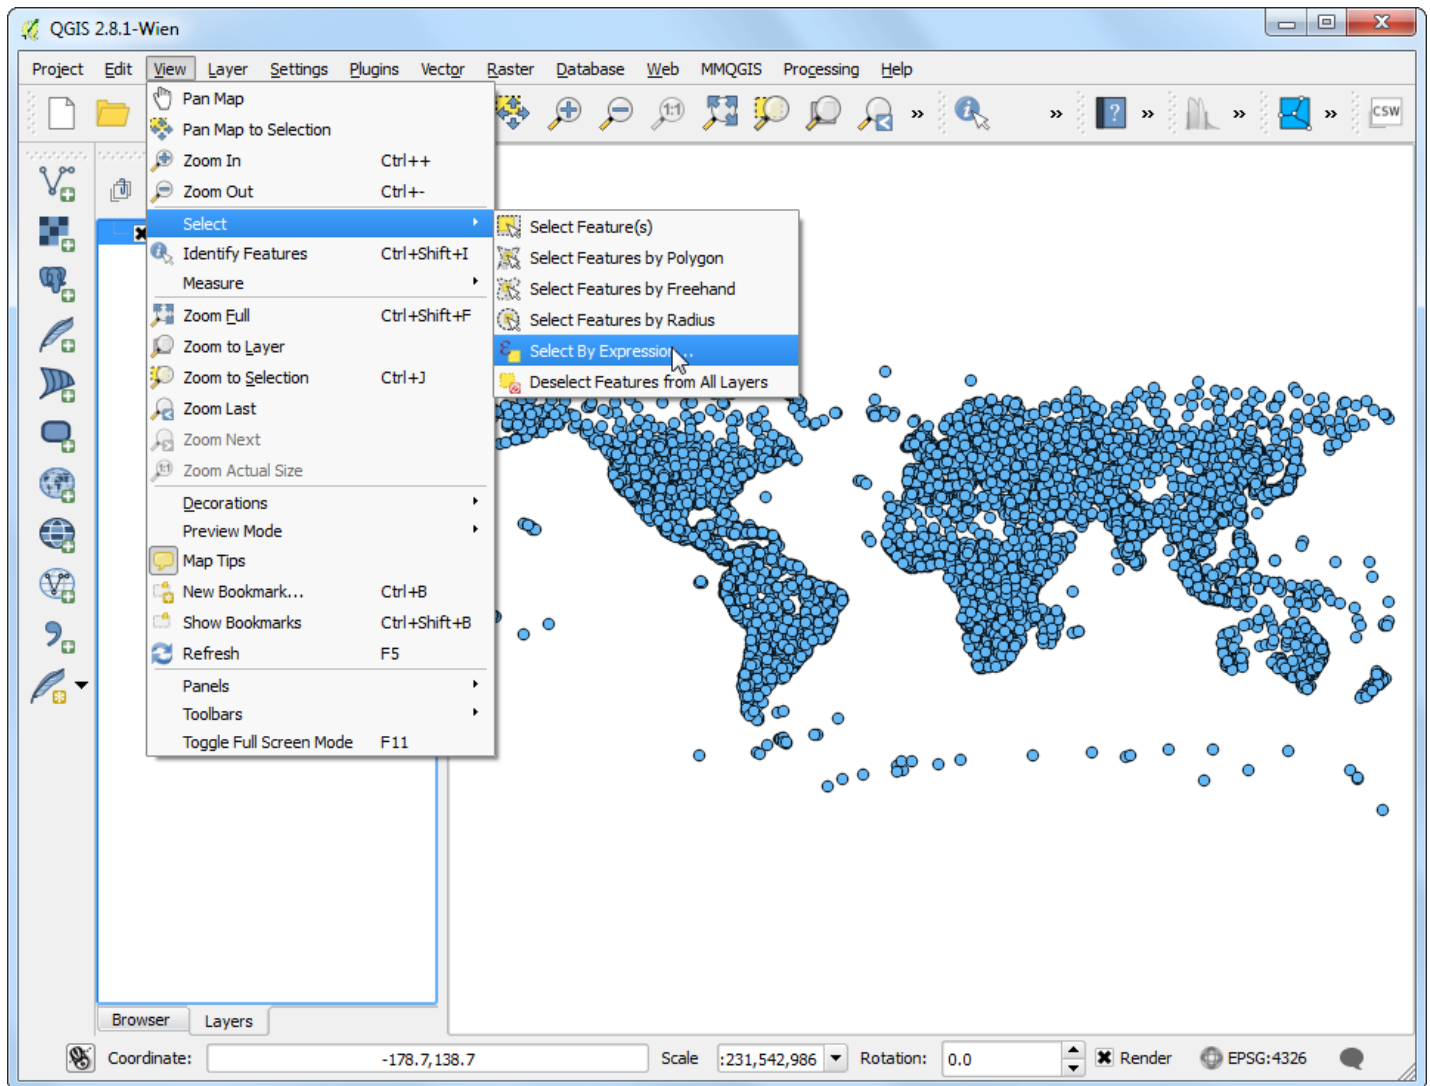 QGIS 2.8.1-Wien
Project Edit View Layer Settings Plugins Vector Raster Database Web MMQGIS Processing Help
1:1 » » ? » » » CSW
Pan Map
Pan Map to Selection
Zoom In Ctrl++
Zoom Out Ctrl+-
Select
Identify Features Ctrl+Shift+I
Measure
Zoom Full Ctrl+Shift+F
Zoom to Layer
Zoom to Selection Ctrl+J
Zoom Last
Zoom Next
Zoom Actual Size
Decorations
Preview Mode
Map Tips
New Bookmark... Ctrl+B
Show Bookmarks Ctrl+Shift+B
Refresh F5
Panels
Toolbars
Toggle Full Screen Mode F11
Select Feature(s)
Select Features by Polygon
Select Features by Freehand
Select Features by Radius
Select By Expression...
Deselect Features from All Layers
Browser Layers
Coordinate: -178.7,138.7 Scale :231,542,986 Rotation: 0.0 Render EPSG:4326